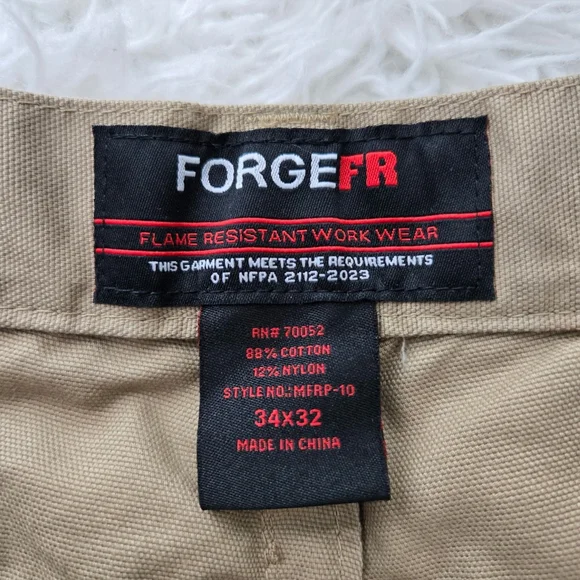 FORGEFR
FLAME RESISTANT WORK WEAR
THIS GARMENT MEETS THE REQUIREMENTS
OF NFPA 2112-2023
RN# 70052
88% COTTON
12% NYLON
STYLE NO.: MFRP-10
34X32
MADE IN CHINA